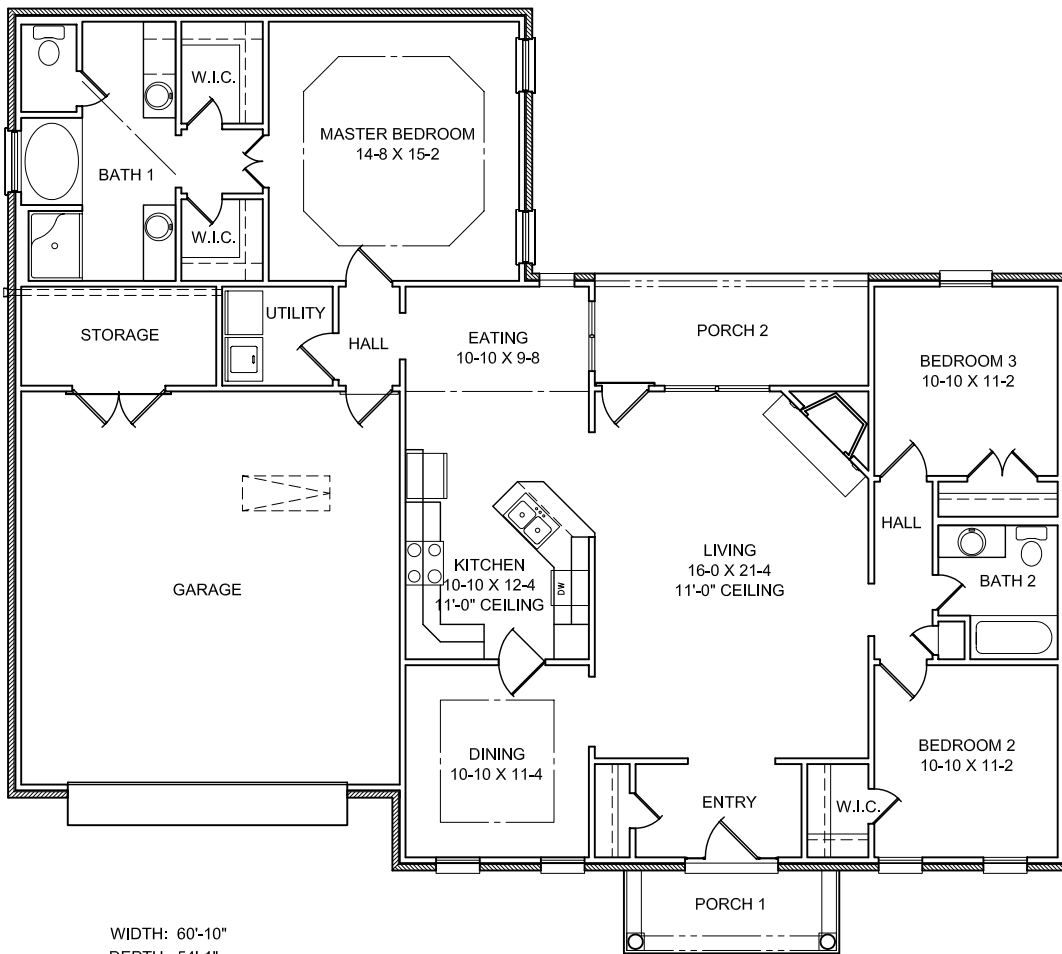 W.I.C.
MASTER BEDROOM
14-8 X 15-2
BATH 1
W.I.C.
STORAGE
UTILITY
HALL
EATING
10-10 X 9-8
PORCH 2
BEDROOM 3
10-10 X 11-2
GARAGE
KITCHEN
10-10 X 12-4
11'-0" CEILING
DW
LIVING
16-0 X 21-4
11'-0" CEILING
HALL
BATH 2
DINING
10-10 X 11-4
ENTRY
W.I.C.
BEDROOM 2
10-10 X 11-2
PORCH 1
WIDTH: 60'-10"
DEPTH: 54'-1"